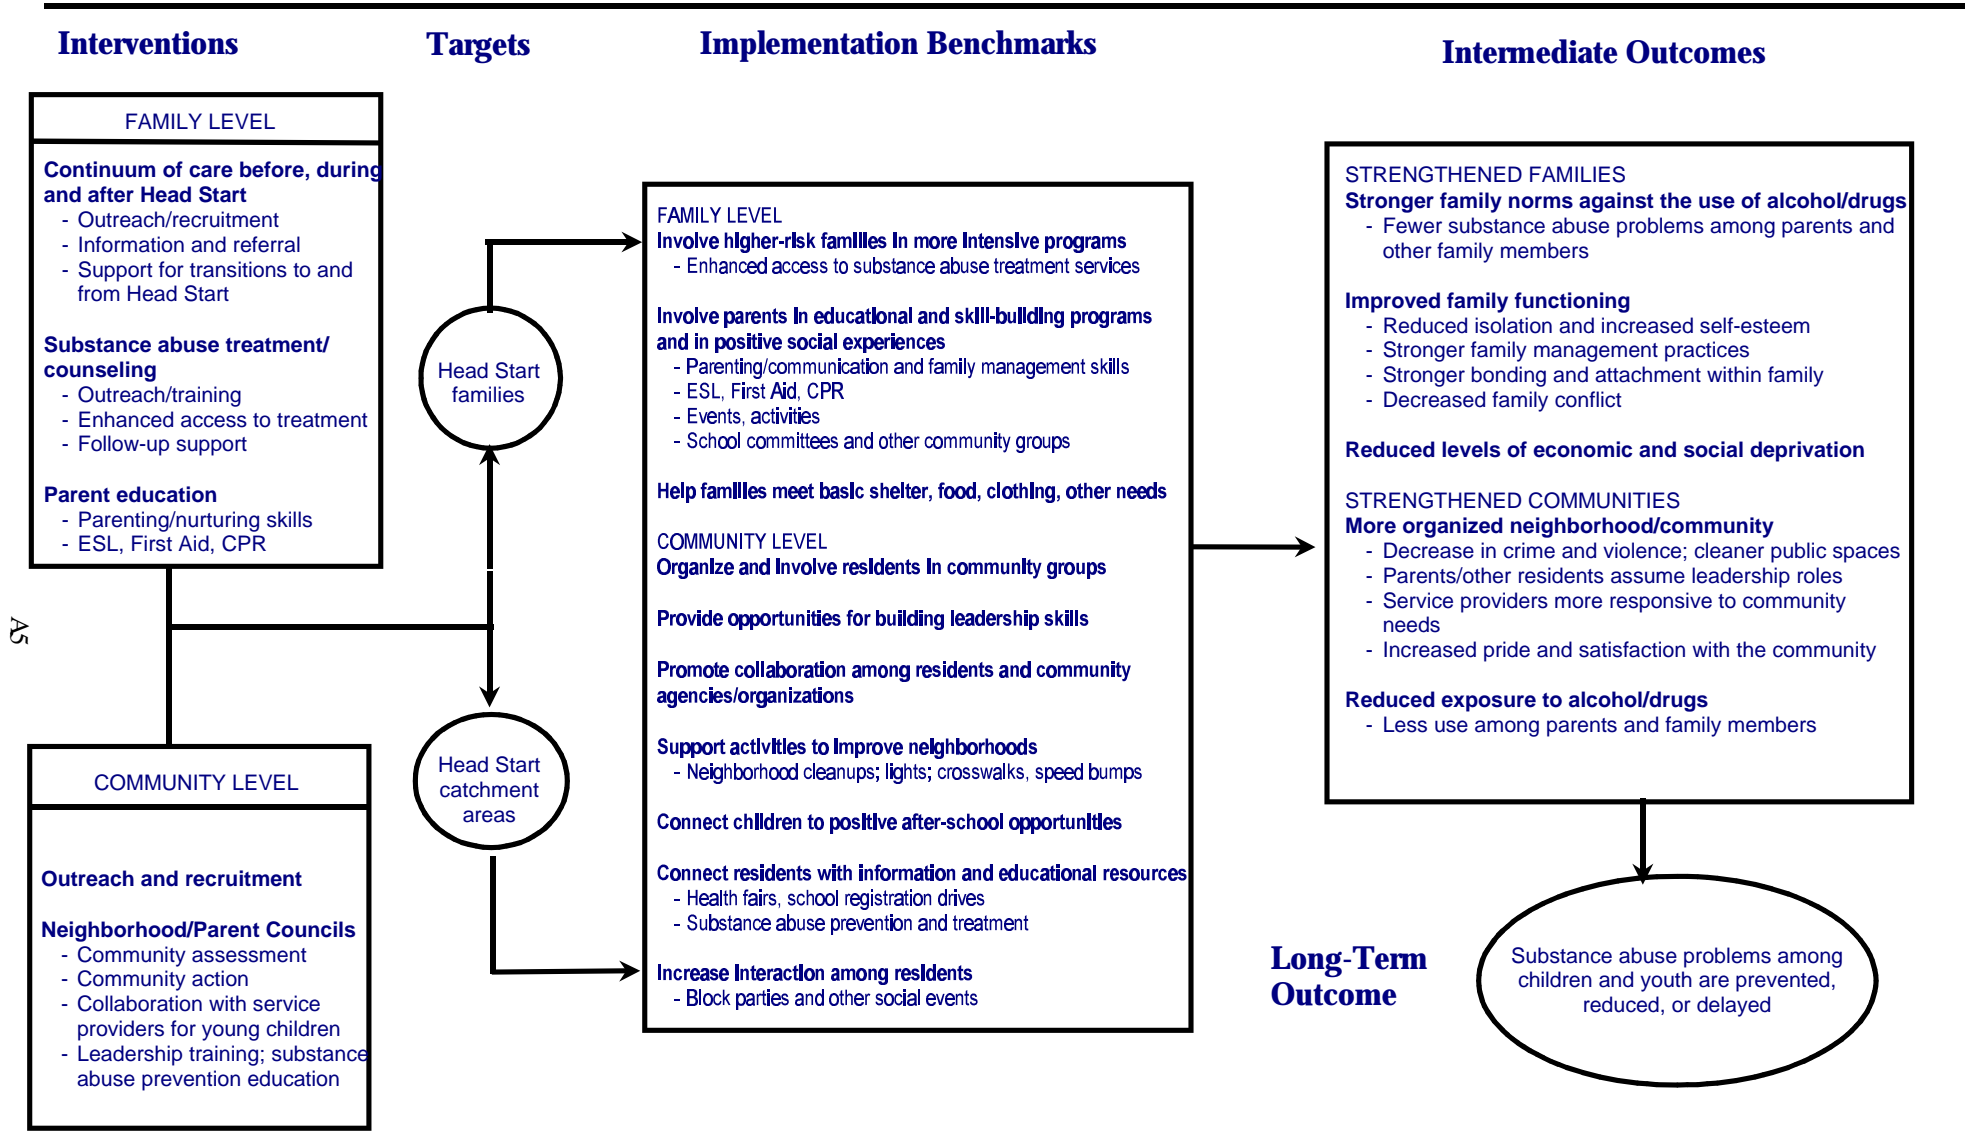 Interventions
Targets
Implementation Benchmarks
Intermediate Outcomes
FAMILY LEVEL
Continuum of care before, during
and after Head Start
- Outreach/recruitment
- Information and referral
- Support for transitions to and
from Head Start
Substance abuse treatment/
counseling
- Outreach/training
- Enhanced access to treatment
- Follow-up support
Parent education
- Parenting/nurturing skills
- ESL, First Aid, CPR
COMMUNITY LEVEL
Outreach and recruitment
Neighborhood/Parent Councils
- Community assessment
- Community action
- Collaboration with service
providers for young children
- Leadership training; substance
abuse prevention education
Head Start
families
Head Start
catchment
areas
FAMILY LEVEL
Involve higher-risk families in more intensive programs
- Enhanced access to substance abuse treatment services
Involve parents in educational and skill-building programs
and in positive social experiences
- Parenting/communication and family management skills
- ESL, First Aid, CPR
- Events, activities
- School committees and other community groups
Help families meet basic shelter, food, clothing, other needs
COMMUNITY LEVEL
Organize and involve residents in community groups
Provide opportunities for building leadership skills
Promote collaboration among residents and community
agencies/organizations
Support activities to improve neighborhoods
- Neighborhood cleanups; lights; crosswalks, speed bumps
Connect children to positive after-school opportunities
Connect residents with information and educational resources
- Health fairs, school registration drives
- Substance abuse prevention and treatment
Increase interaction among residents
- Block parties and other social events
STRENGTHENED FAMILIES
Stronger family norms against the use of alcohol/drugs
- Fewer substance abuse problems among parents and
other family members
Improved family functioning
- Reduced isolation and increased self-esteem
- Stronger family management practices
- Stronger bonding and attachment within family
- Decreased family conflict
Reduced levels of economic and social deprivation
STRENGTHENED COMMUNITIES
More organized neighborhood/community
- Decrease in crime and violence; cleaner public spaces
- Parents/other residents assume leadership roles
- Service providers more responsive to community
needs
- Increased pride and satisfaction with the community
Reduced exposure to alcohol/drugs
- Less use among parents and family members
Long-Term
Outcome
Substance abuse problems among
children and youth are prevented,
reduced, or delayed
A5